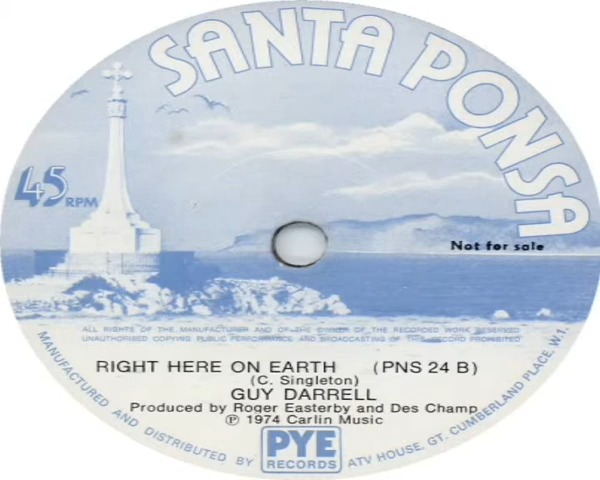 SANTA PONSA
45 RPM
Not for sale
ALL RIGHTS OF THE MANUFACTURER AND OF THE OWNER OF THE RECORDED WORK RESERVED
UNAUTHORISED COPYING PUBLIC PERFORMANCE AND BROADCASTING OF THIS RECORD PROHIBITED
RIGHT HERE ON EARTH (PNS 24 B)
(C. Singleton)
GUY DARRELL
Produced by Roger Easterby and Des Champ
℗ 1974 Carlin Music
MANUFACTURED AND DISTRIBUTED BY PYE RECORDS ATV HOUSE, GT. CUMBERLAND PLACE, W.1.